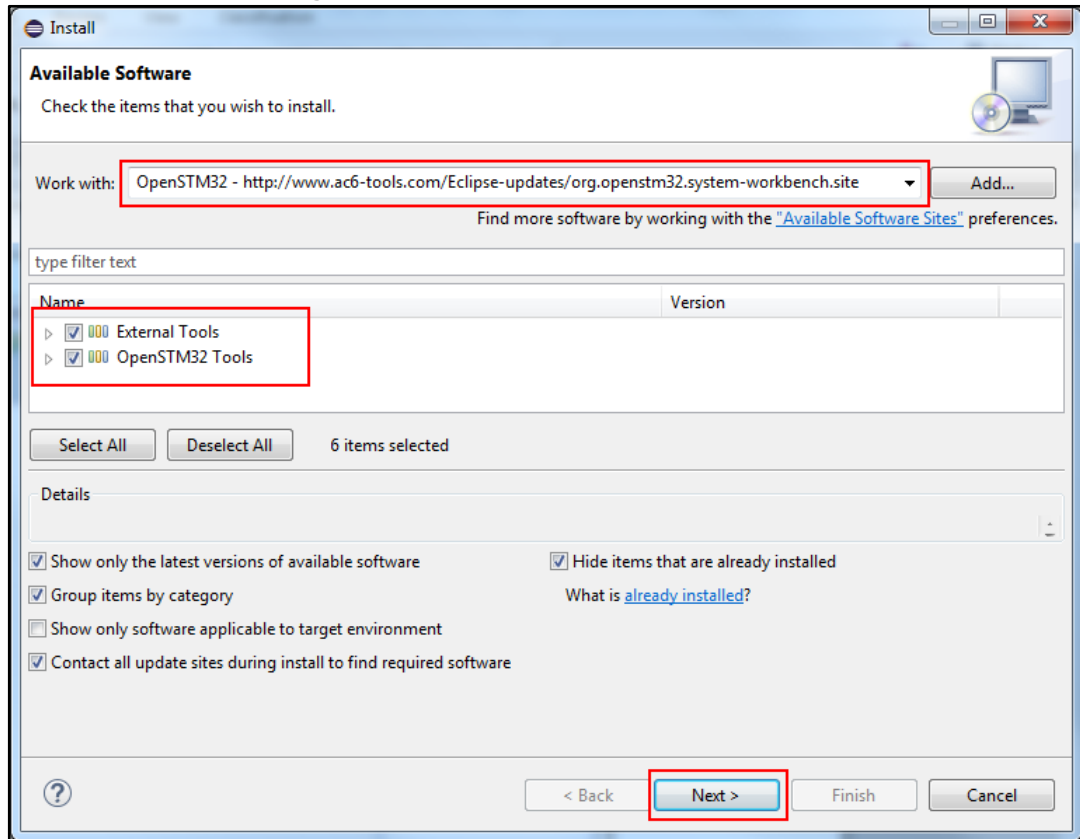 Install
Available Software
Check the items that you wish to install.
Work with: OpenSTM32 - http://www.ac6-tools.com/Eclipse-updates/org.openstm32.system-workbench.site Add...
Find more software by working with the "Available Software Sites" preferences.
type filter text
Name Version
External Tools
OpenSTM32 Tools
Select All Deselect All 6 items selected
Details
Show only the latest versions of available software Hide items that are already installed
Group items by category What is already installed?
Show only software applicable to target environment
Contact all update sites during install to find required software
? < Back Next > Finish Cancel